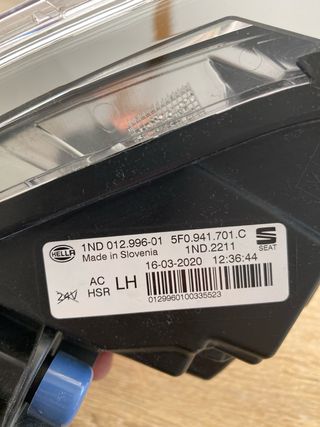 HELLA
1ND 012.996-01 5F0.941.701.C
Made in Slovenia 1ND.2211
SEAT
16-03-2020 12:36:44
24V
AC
HSR LH
0129960100335523